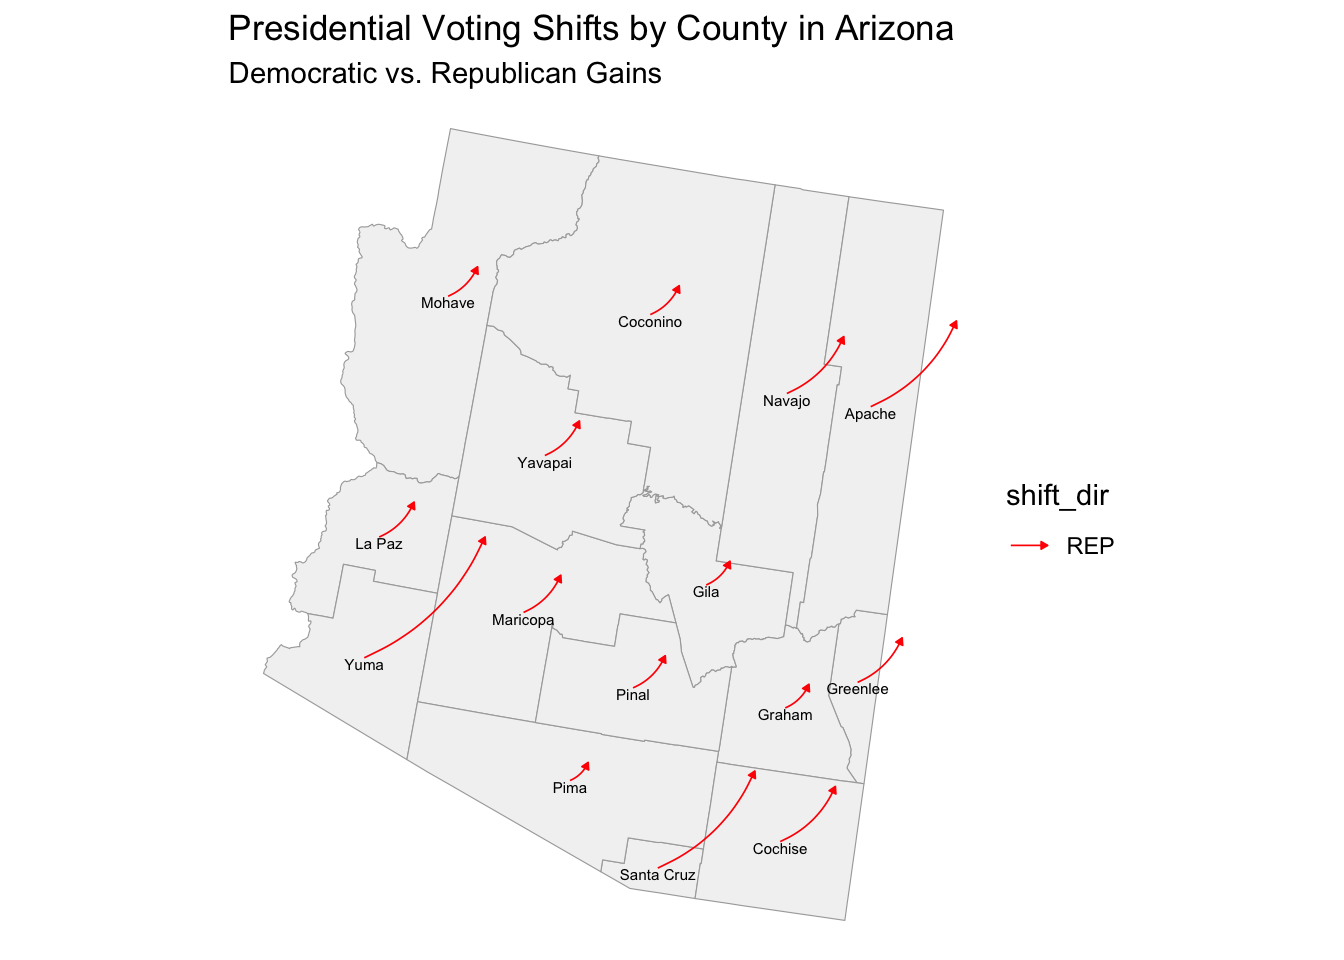 Presidential Voting Shifts by County in Arizona
Democratic vs. Republican Gains
Mohave
Coconino
Navajo
Apache
Yavapai
shift_dir
REP
La Paz
Gila
Maricopa
Yuma
Greenlee
Pinal
Graham
Pima
Cochise
Santa Cruz